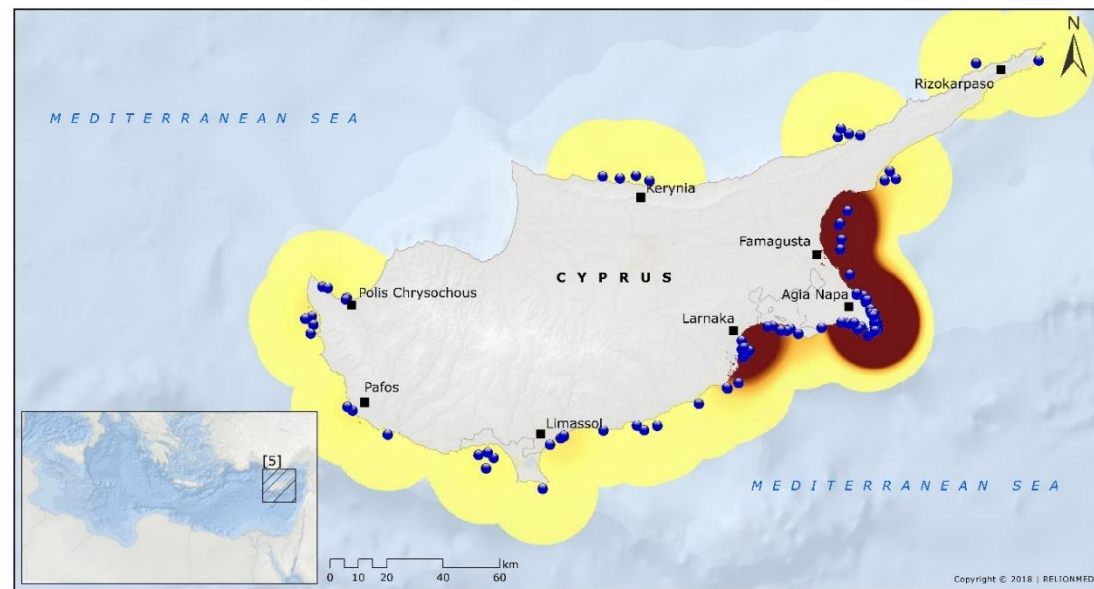 N
Rizokarpaso
MEDITERRANEAN SEA
Kerynia
Famagusta
CYPRUS
Polis Chrysochous
Agia Napa
Larnaka
Pafos
Limassol
[5]
MEDITERRANEAN SEA
km
0 10 20 40 60
Copyright © 2018 | RELIONMED